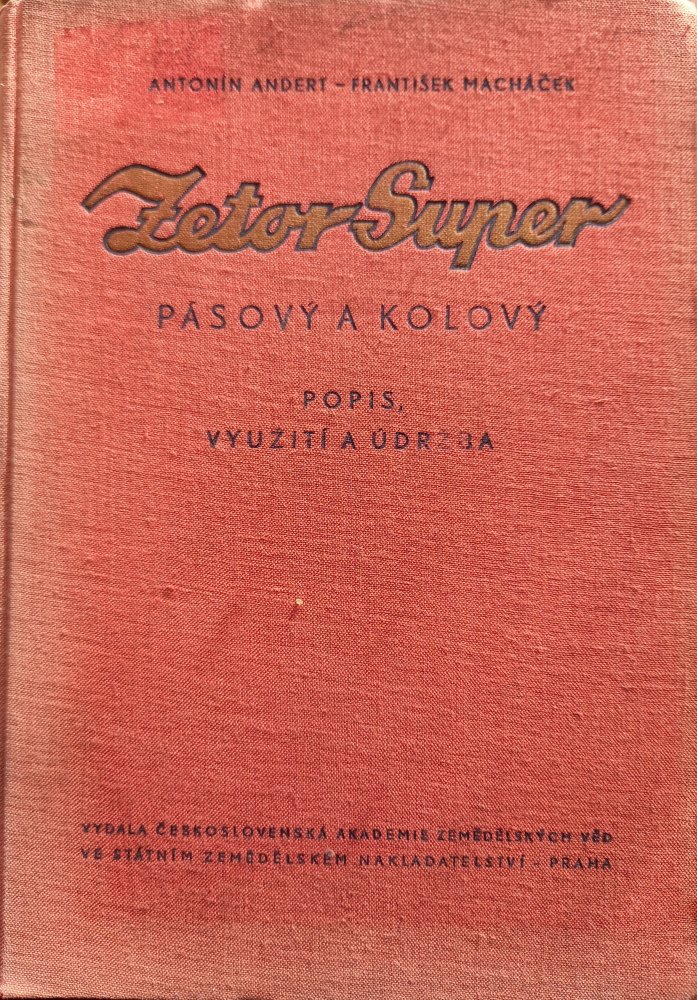 ANTONÍN ANDERT – FRANTIŠEK MACHÁČEK
Zetor Super
PÁSOVÝ A KOLOVÝ
POPIS,
VYUŽITÍ A ÚDRŽBA
VYDALA ČESKOSLOVENSKÁ AKADEMIE ZEMĚDĚLSKÝCH VĚD
VE STÁTNÍM ZEMĚDĚLSKÉM NAKLADATELSTVÍ – PRAHA